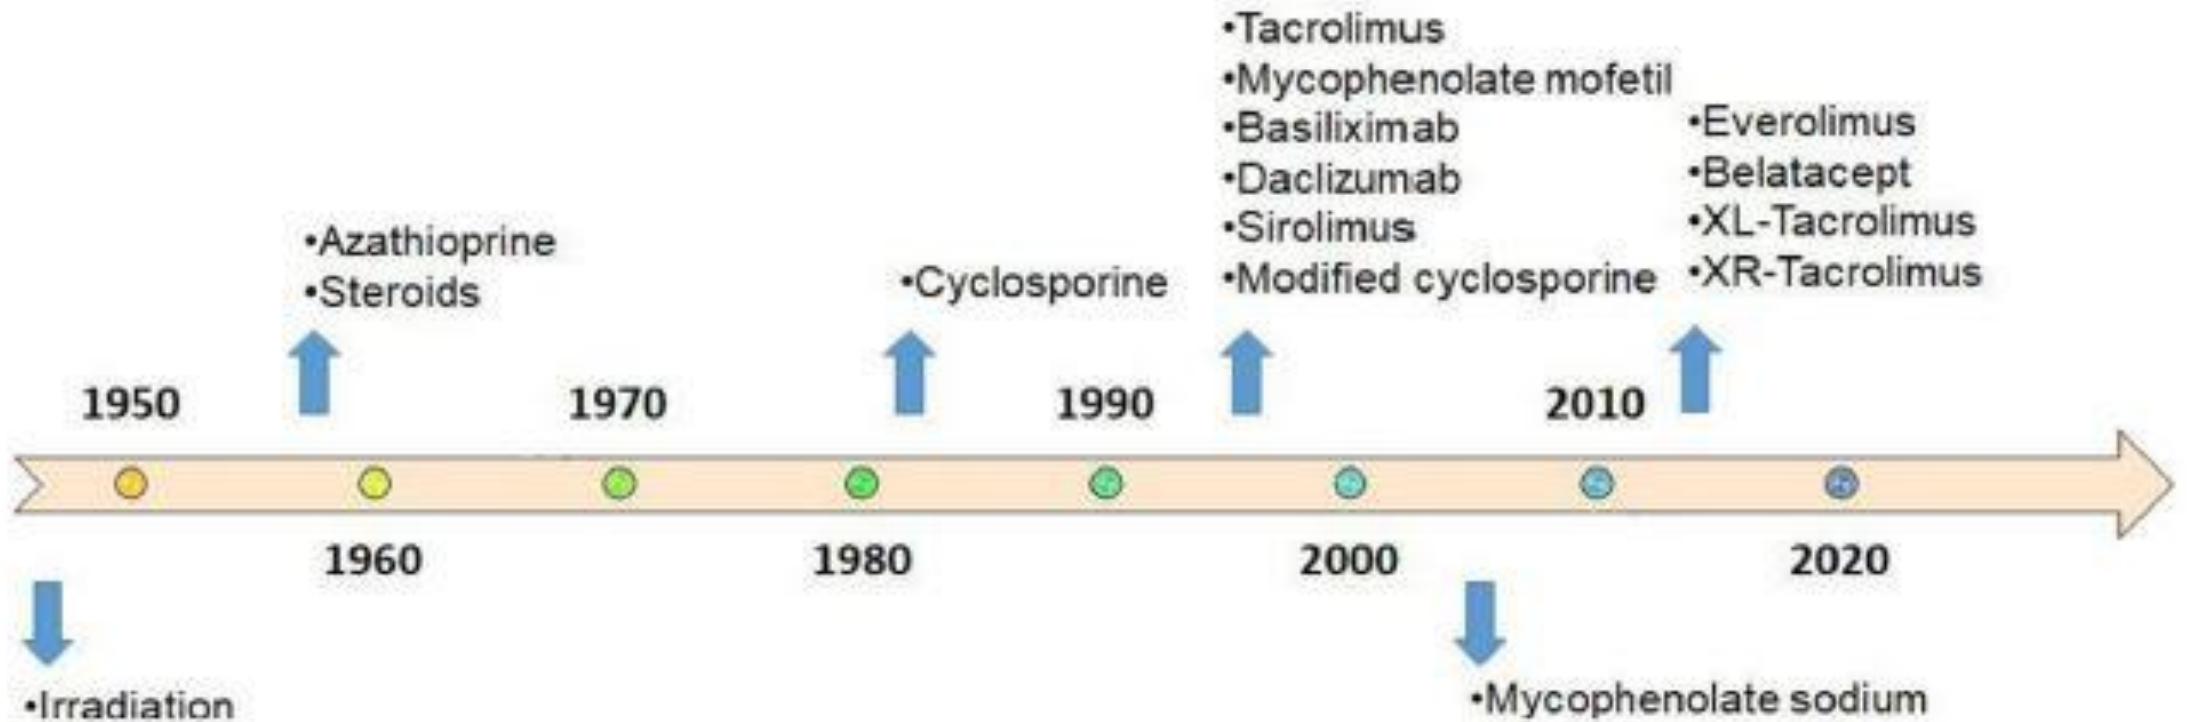 •Tacrolimus
•Mycophenolate mofetil
•Basiliximab
•Daclizumab
•Sirolimus
•Modified cyclosporine
•Everolimus
•Belatacept
•XL-Tacrolimus
•XR-Tacrolimus
•Azathioprine
•Steroids
•Cyclosporine
1950
1970
1990
2010
1960
1980
2000
2020
•Irradiation
•Mycophenolate sodium